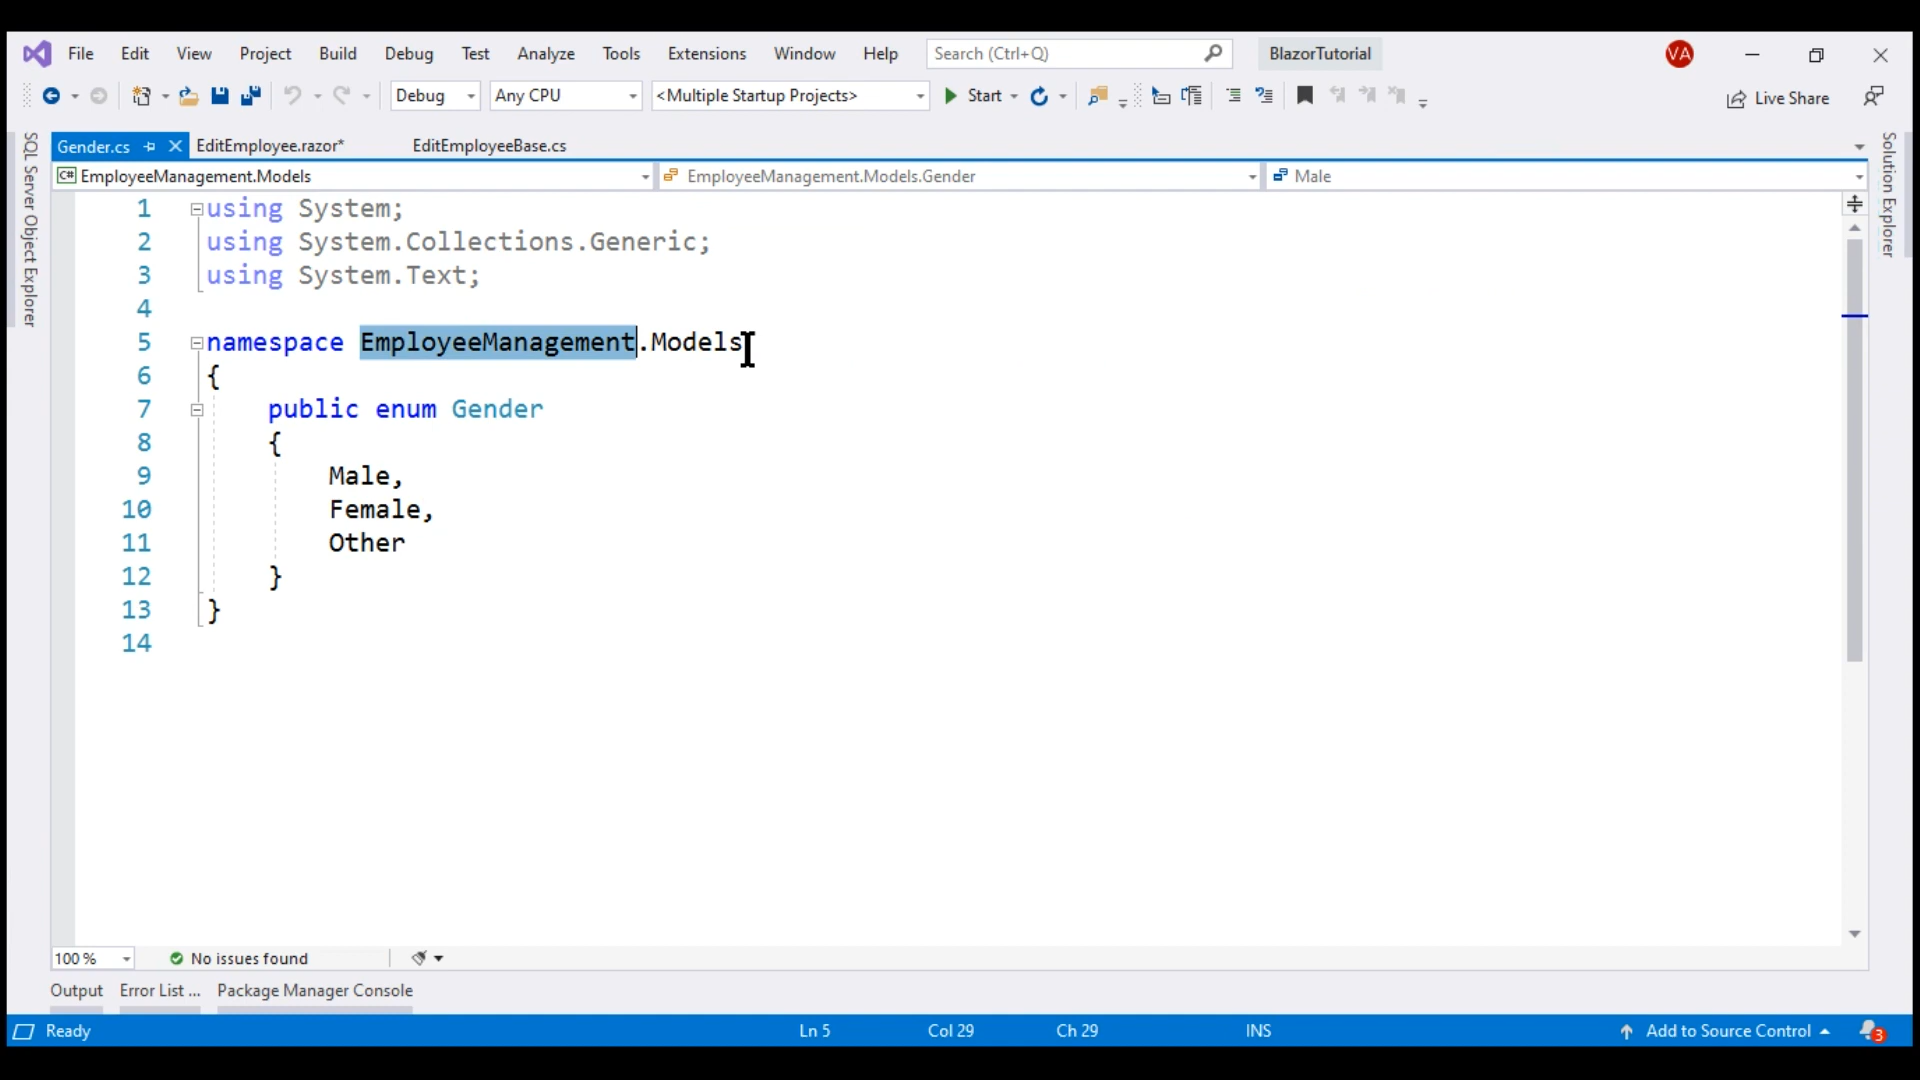 File Edit View Project Build Debug Test Analyze Tools Extensions Window Help Search (Ctrl+Q) BlazorTutorial VA
Debug Any CPU <Multiple Startup Projects> Start Live Share
SQL Server Object Explorer
Gender.cs EditEmployee.razor* EditEmployeeBase.cs
Solution Explorer
C# EmployeeManagement.Models EmployeeManagement.Models.Gender Male
1 using System;
2 using System.Collections.Generic;
3 using System.Text;
4
5 namespace EmployeeManagement.Models
6 {
7 public enum Gender
8 {
9 Male,
10 Female,
11 Other
12 }
13 }
14
100 % No issues found
Output Error List ... Package Manager Console
Ready Ln 5 Col 29 Ch 29 INS Add to Source Control 3